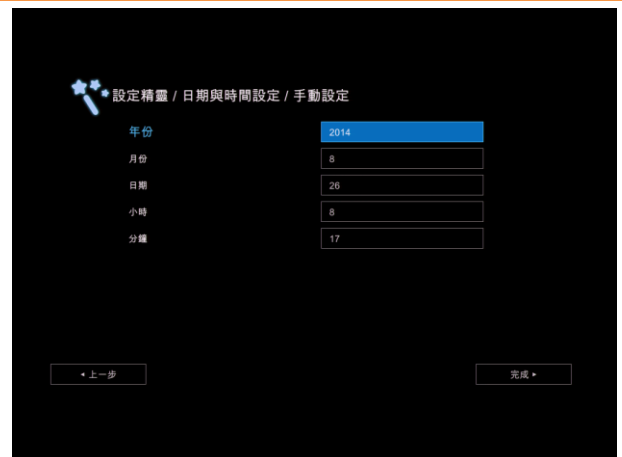 設定精靈 / 日期與時間設定 / 手動設定
年份 2014
月份 8
日期 26
小時 8
分鐘 17
◂ 上一步
完成 ▸